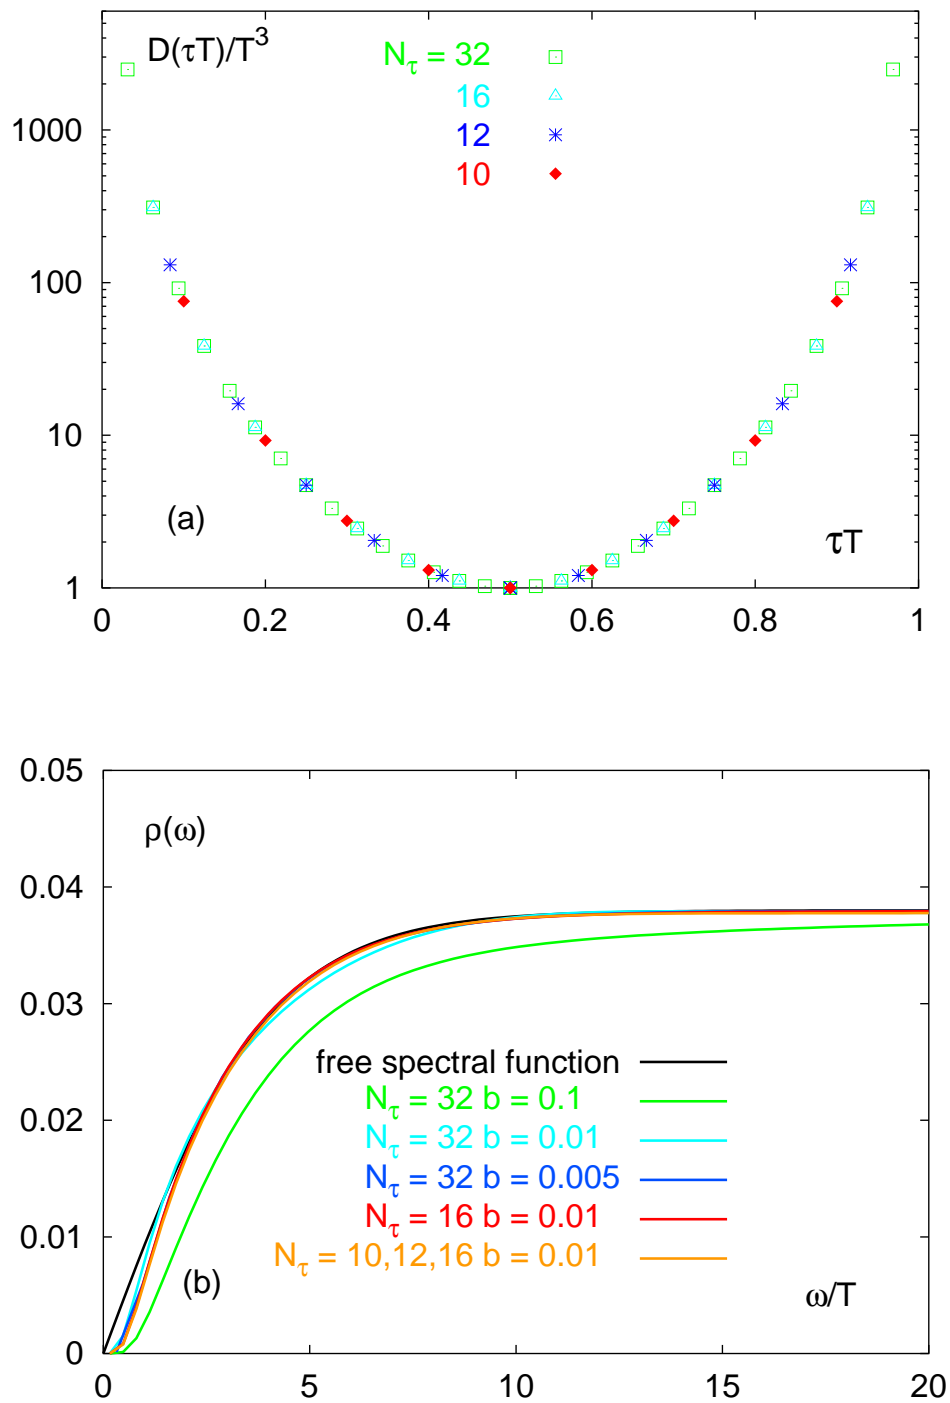 D(τT)/T³
N_τ = 32
16
12
10
1000
100
10
1
(a)
τT
0 0.2 0.4 0.6 0.8 1
0.05
ρ(ω)
0.04
0.03
0.02
0.01
0
free spectral function
N_τ = 32 b = 0.1
N_τ = 32 b = 0.01
N_τ = 32 b = 0.005
N_τ = 16 b = 0.01
N_τ = 10,12,16 b = 0.01
(b)
ω/T
0 5 10 15 20